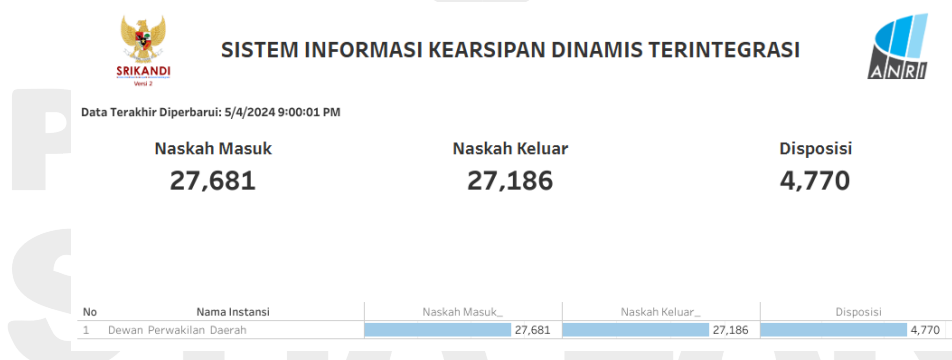 SISTEM INFORMASI KEARSIPAN DINAMIS TERINTEGRASI
SRIKANDI
Versi 2
ANRI
Data Terakhir Diperbarui: 5/4/2024 9:00:01 PM
Naskah Masuk Naskah Keluar Disposisi
27,681 27,186 4,770
No Nama Instansi Naskah Masuk_ Naskah Keluar_ Disposisi
1 Dewan Perwakilan Daerah 27,681 27,186 4,770